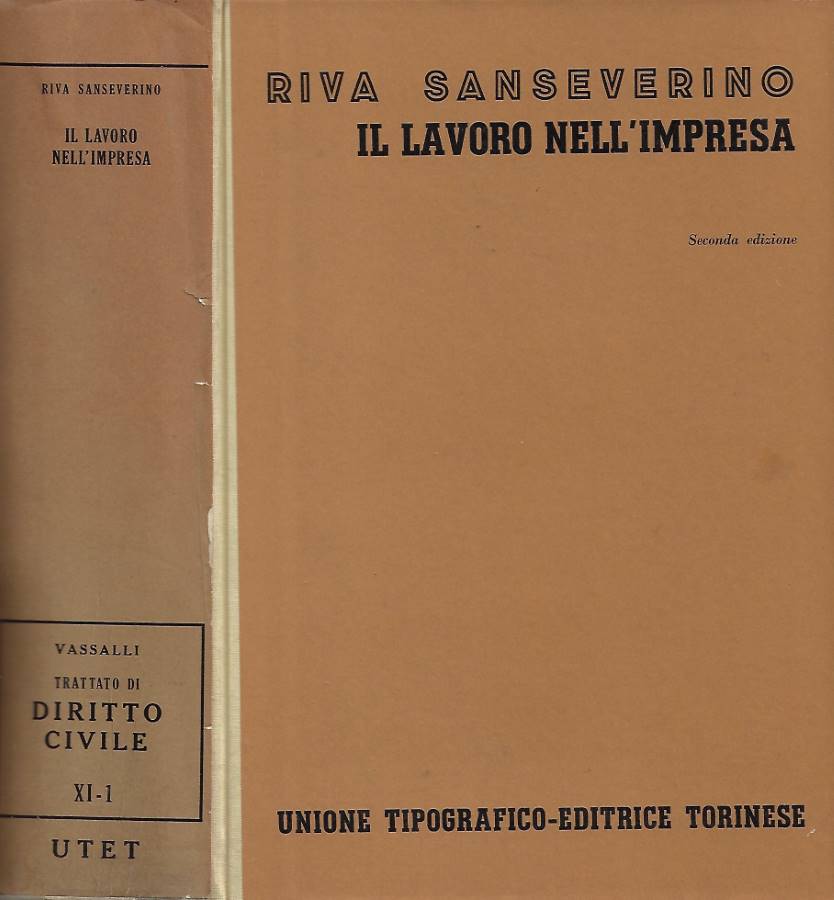 RIVA SANSEVERINO
IL LAVORO
NELL'IMPRESA
VASSALLI
TRATTATO DI
DIRITTO
CIVILE
XI-1
UTET
RIVA SANSEVERINO
IL LAVORO NELL'IMPRESA
Seconda edizione
UNIONE TIPOGRAFICO-EDITRICE TORINESE